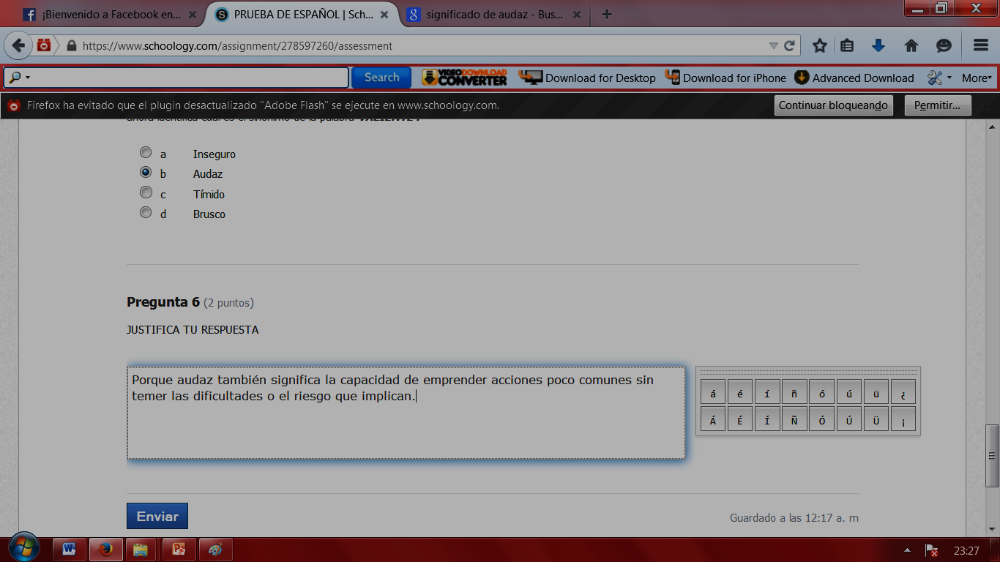 ¡Bienvenido a Facebook en...
PRUEBA DE ESPAÑOL | Sch...
significado de audaz - Bus...
https://www.schoology.com/assignment/278597260/assessment
Search
VIDEO DOWNLOAD CONVERTER
Download for Desktop
Download for iPhone
Advanced Download
More
Firefox ha evitado que el plugin desactualizado "Adobe Flash" se ejecute en www.schoology.com.
Continuar bloqueando
Permitir...
a Inseguro
b Audaz
c Tímido
d Brusco
Pregunta 6 (2 puntos)
JUSTIFICA TU RESPUESTA
Porque audaz también significa la capacidad de emprender acciones poco comunes sin
temer las dificultades o el riesgo que implican.
á é í ñ ó ú ü ¿
Á É Í Ñ Ó Ú Ü ¡
Enviar
Guardado a las 12:17 a. m
23:27